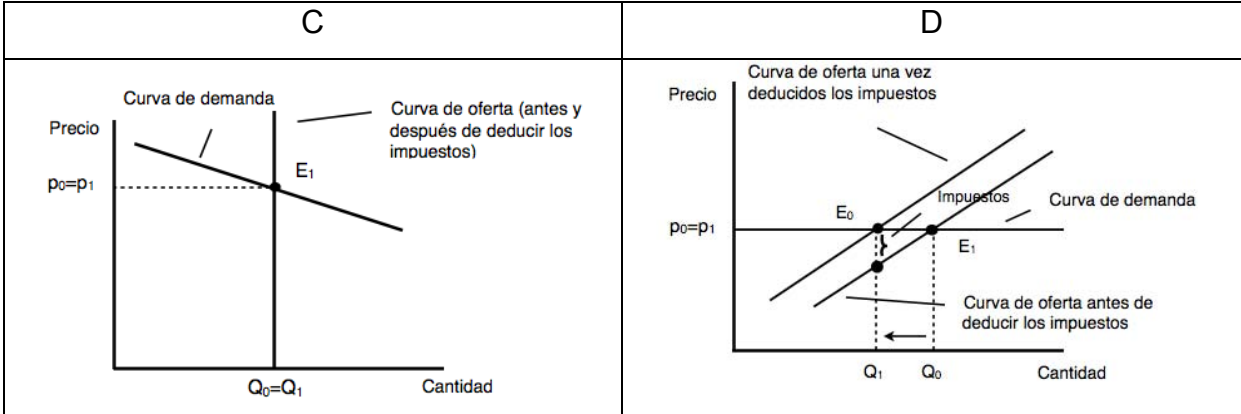 C
D
Curva de demanda
Curva de oferta (antes y
después de deducir los
impuestos)
Precio
E₁
p₀=p₁
Q₀=Q₁
Cantidad
Curva de oferta una vez
deducidos los impuestos
Precio
Impuestos
Curva de demanda
E₀
p₀=p₁
}
E₁
Curva de oferta antes de
deducir los impuestos
Q₁
Q₀
Cantidad